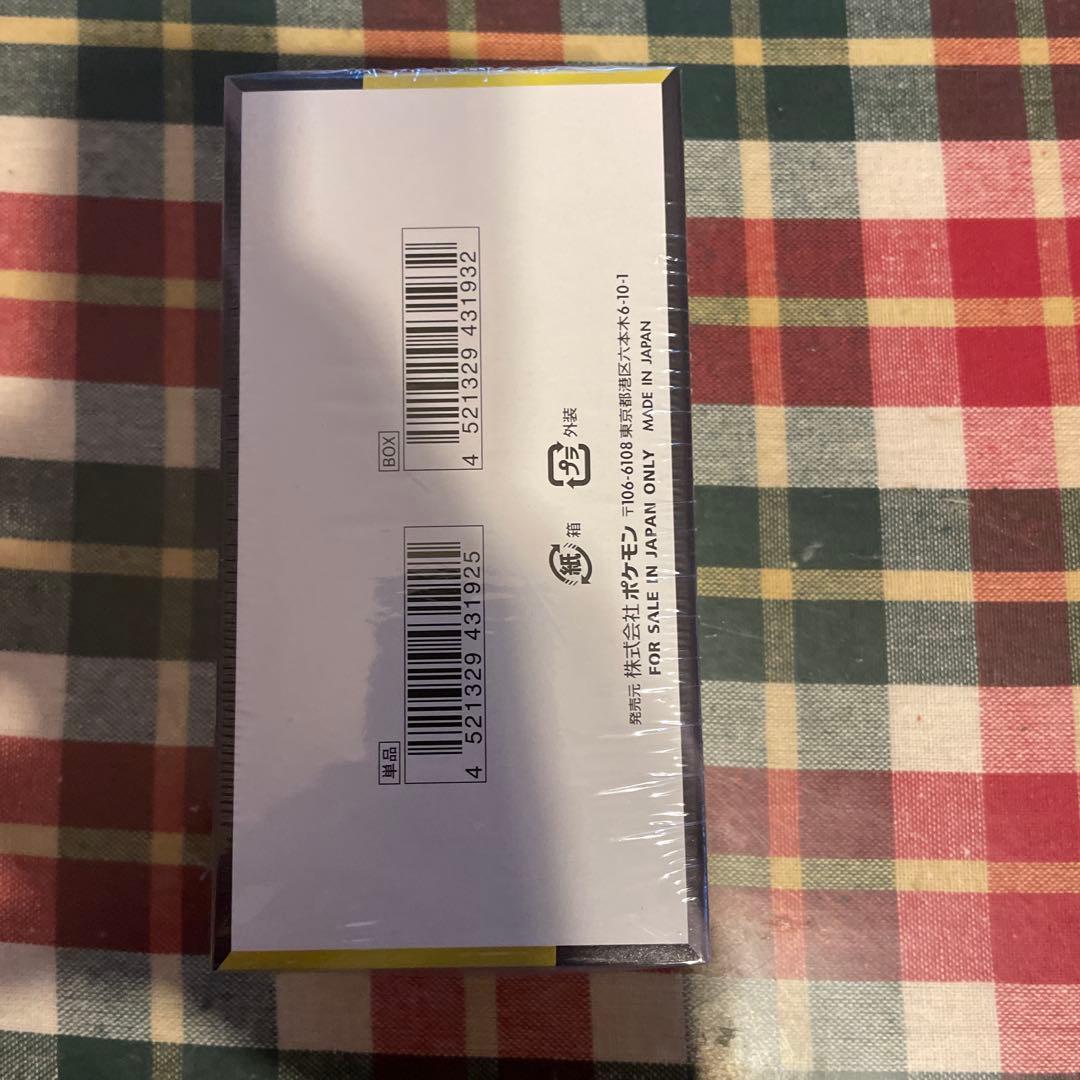 単品
4 521329 431925
BOX
4 521329 431932
紙 箱
プラ 外装
発売元 株式会社 ポケモン 〒106-6108 東京都港区六本木6-10-1
FOR SALE IN JAPAN ONLY MADE IN JAPAN